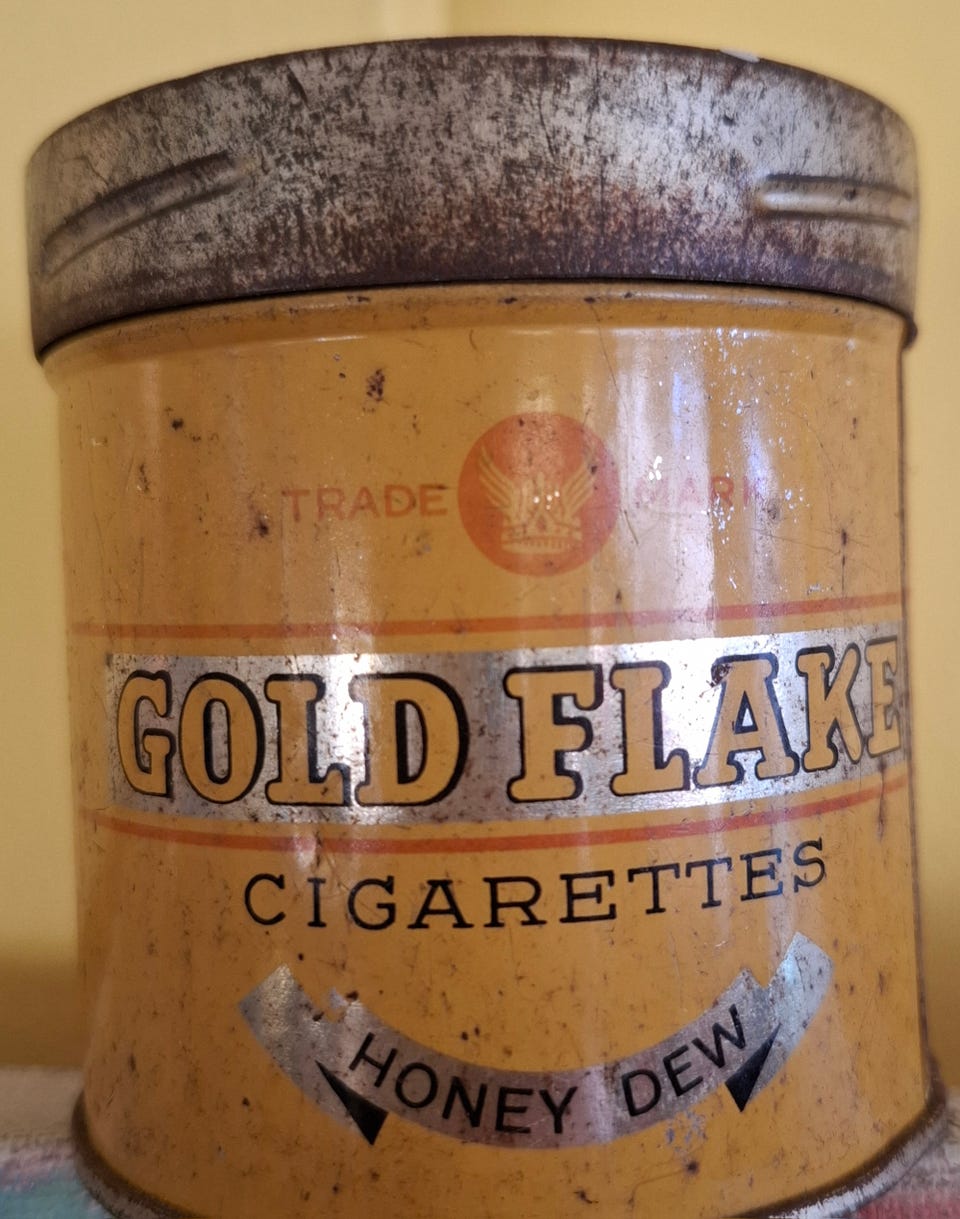 TRADE MARK
GOLD FLAKE
CIGARETTES
HONEY DEW